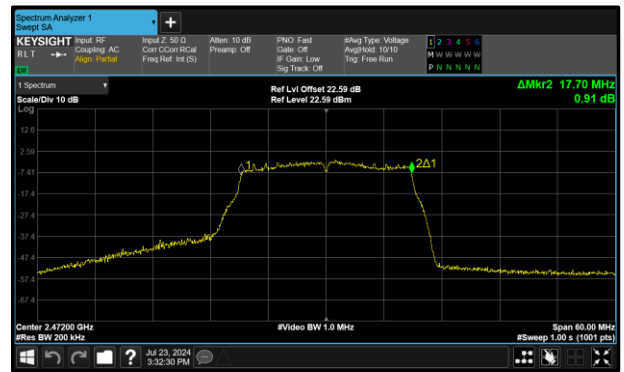 Spectrum Analyzer 1
Swept SA
+
KEYSIGHT
RLT
LW
Input: RF
Coupling: AC
Align: Partial
Input Z: 50 Ω
Corr CCorr RCal
Freq Ref: Int (S)
Atten: 10 dB
Preamp: Off
PNO: Fast
Gate: Off
IF Gain: Low
Sig Track: Off
#Avg Type: Voltage
Avg|Hold: 10/10
Trig: Free Run
1 2 3 4 5 6
M W W W W W
P N N N N N
1 Spectrum
Scale/Div 10 dB
Log
Ref Lvl Offset 22.59 dB
Ref Level 22.59 dBm
ΔMkr2 17.70 MHz
0.91 dB
12.6
2.59
-7.41
-17.4
-27.4
-37.4
-47.4
-57.4
-67.4
1
2Δ1
Center 2.47200 GHz
#Res BW 200 kHz
#Video BW 1.0 MHz
Span 60.00 MHz
#Sweep 1.00 s (1001 pts)
?
Jul 23, 2024
3:32:30 PM